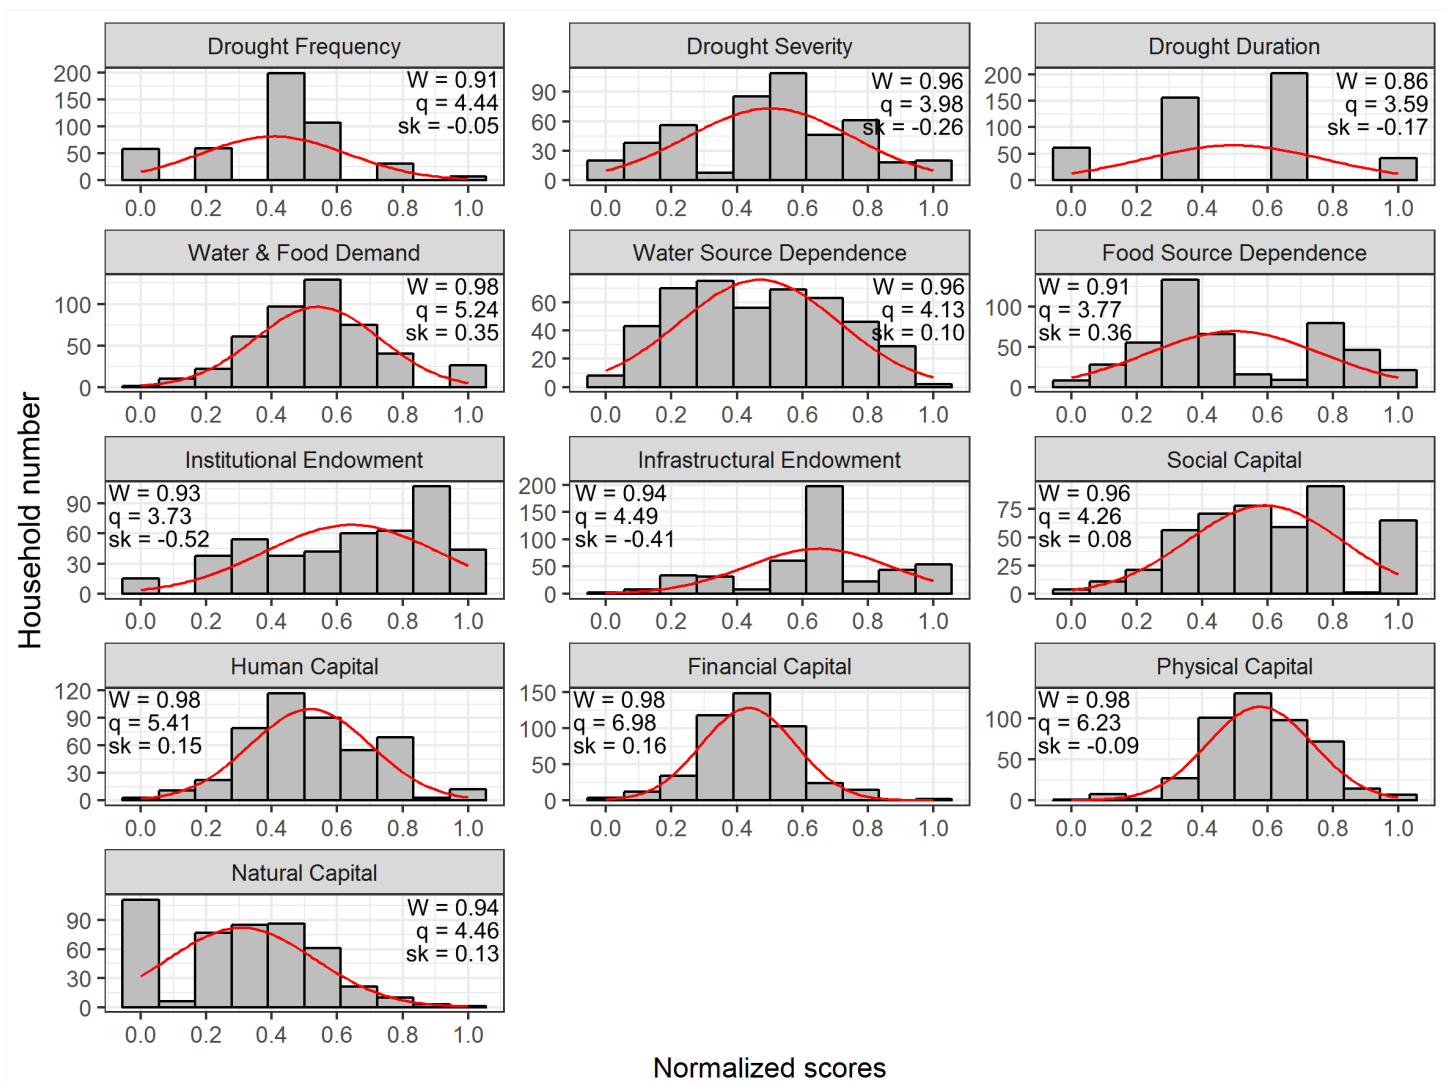 Drought Frequency
W = 0.91
q = 4.44
sk = -0.05
200
150
100
50
0
0.0 0.2 0.4 0.6 0.8 1.0
Drought Severity
W = 0.96
q = 3.98
sk = -0.26
90
60
30
0
0.0 0.2 0.4 0.6 0.8 1.0
Drought Duration
W = 0.86
q = 3.59
sk = -0.17
200
150
100
50
0
0.0 0.2 0.4 0.6 0.8 1.0
Water & Food Demand
W = 0.98
q = 5.24
sk = 0.35
100
50
0
0.0 0.2 0.4 0.6 0.8 1.0
Water Source Dependence
W = 0.96
q = 4.13
sk = 0.10
60
40
20
0
0.0 0.2 0.4 0.6 0.8 1.0
Food Source Dependence
W = 0.91
q = 3.77
sk = 0.36
100
50
0
0.0 0.2 0.4 0.6 0.8 1.0
Household number
Institutional Endowment
W = 0.93
q = 3.73
sk = -0.52
90
60
30
0
0.0 0.2 0.4 0.6 0.8 1.0
Infrastructural Endowment
W = 0.94
q = 4.49
sk = -0.41
200
150
100
50
0
0.0 0.2 0.4 0.6 0.8 1.0
Social Capital
W = 0.96
q = 4.26
sk = 0.08
75
50
25
0
0.0 0.2 0.4 0.6 0.8 1.0
Human Capital
W = 0.98
q = 5.41
sk = 0.15
120
90
60
30
0
0.0 0.2 0.4 0.6 0.8 1.0
Financial Capital
W = 0.98
q = 6.98
sk = 0.16
150
100
50
0
0.0 0.2 0.4 0.6 0.8 1.0
Physical Capital
W = 0.98
q = 6.23
sk = -0.09
100
50
0
0.0 0.2 0.4 0.6 0.8 1.0
Natural Capital
W = 0.94
q = 4.46
sk = 0.13
90
60
30
0
0.0 0.2 0.4 0.6 0.8 1.0
Normalized scores